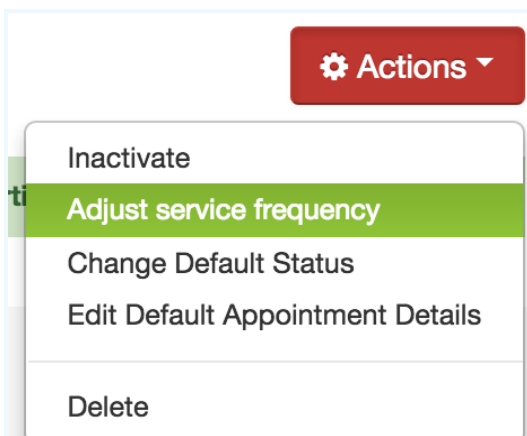 Actions
Inactivate
Adjust service frequency
Change Default Status
Edit Default Appointment Details
Delete